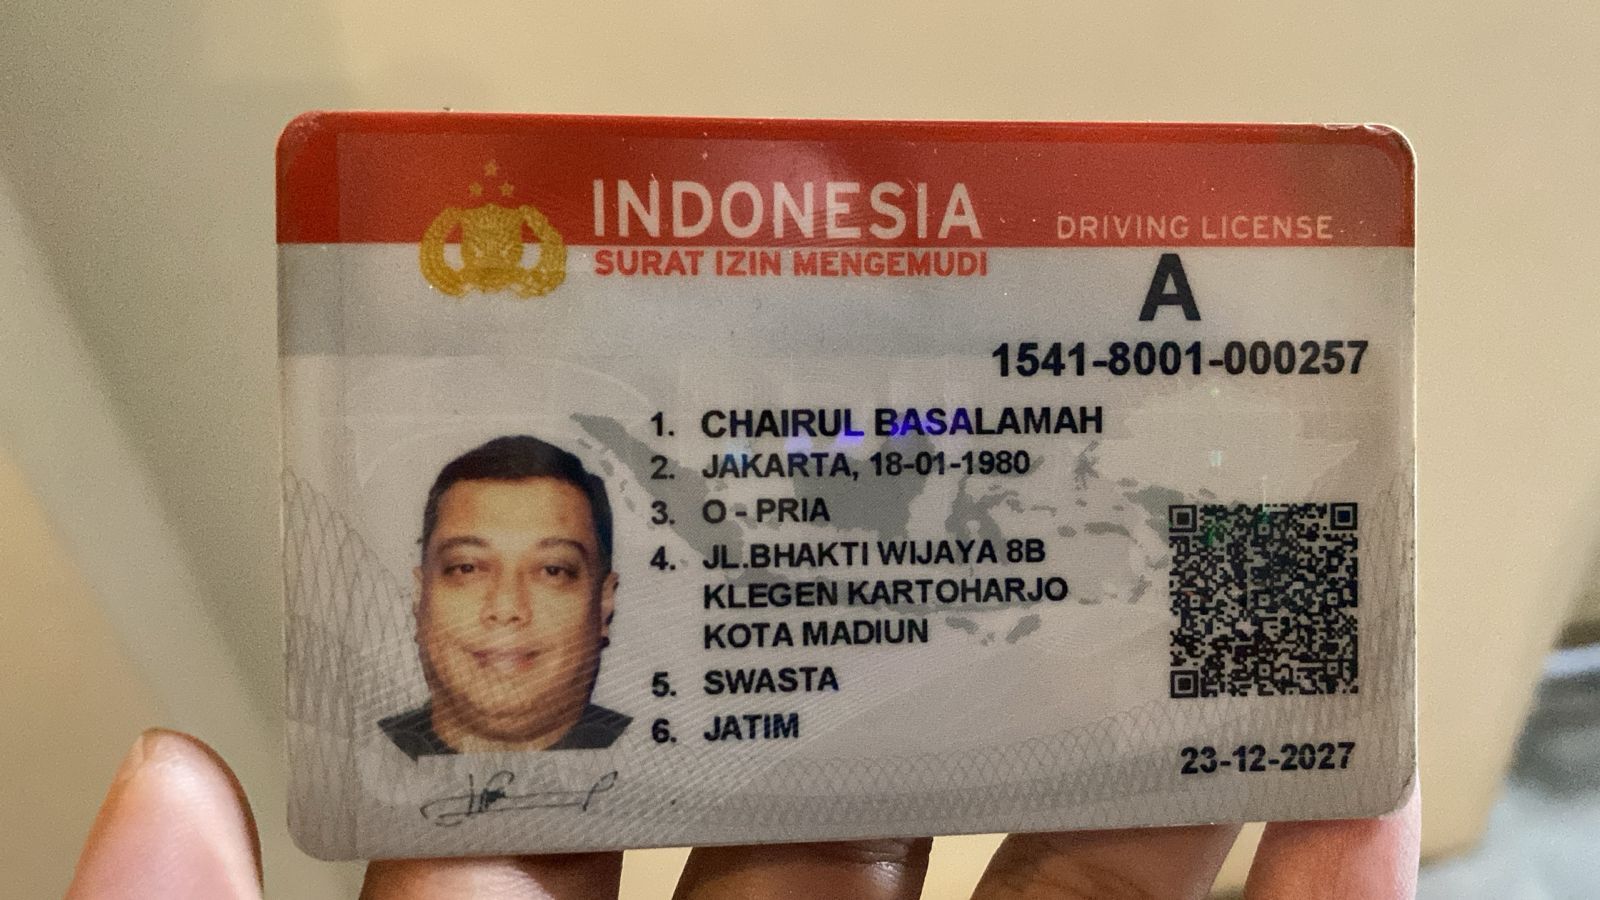 INDONESIA
DRIVING LICENSE
SURAT IZIN MENGEMUDI
A
1541-8001-000257
1. CHAIRUL BASALAMAH
2. JAKARTA, 18-01-1980
3. O - PRIA
4. JL.BHAKTI WIJAYA 8B
KLEGEN KARTOHARJO
KOTA MADIUN
5. SWASTA
6. JATIM
23-12-2027